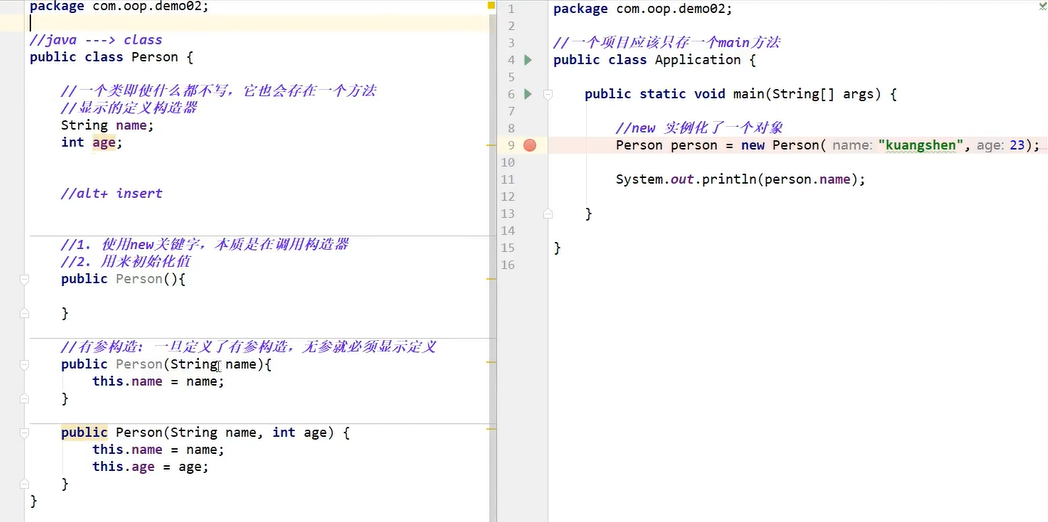 package com.oop.demo02;
//java ---> class
public class Person {
//一个类即使什么都不写，它也会存在一个方法
//显示的定义构造器
String name;
int age;
//alt+ insert
//1. 使用new关键字，本质是在调用构造器
//2. 用来初始化值
public Person(){
}
//有参构造：一旦定义了有参构造，无参就必须显示定义
public Person(String name){
this.name = name;
}
public Person(String name, int age) {
this.name = name;
this.age = age;
}
}
1 package com.oop.demo02;
2
3 //一个项目应该只存一个main方法
4 public class Application {
5
6 public static void main(String[] args) {
7
8 //new 实例化了一个对象
9 Person person = new Person( name: "kuangshen", age: 23);
10
11 System.out.println(person.name);
12
13 }
14
15 }
16